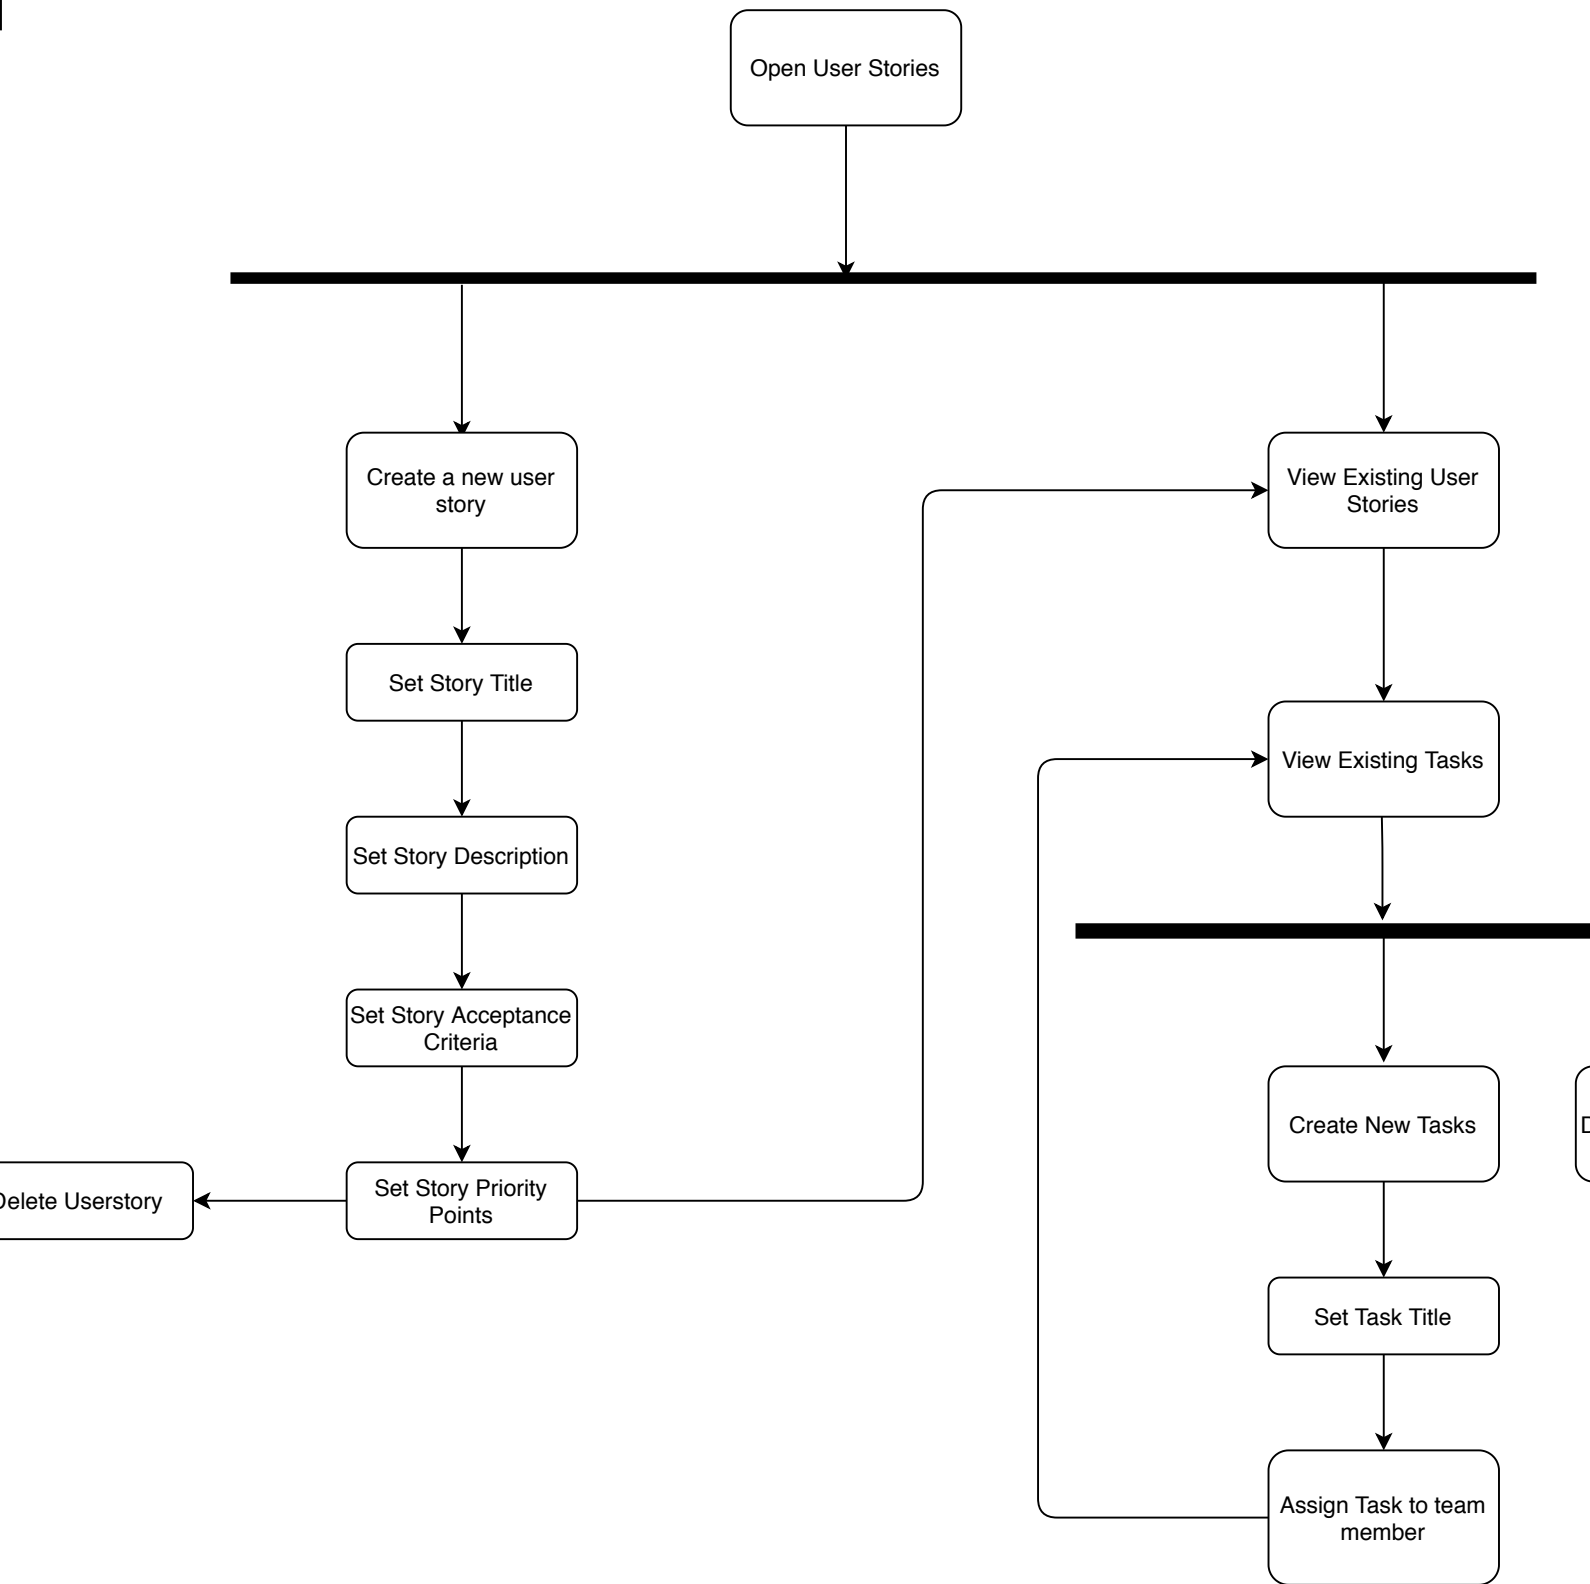 Open User Stories
Create a new user
story
View Existing User
Stories
Set Story Title
View Existing Tasks
Set Story Description
Set Story Acceptance
Criteria
Create New Tasks
Delete Userstory
Set Story Priority
Points
Set Task Title
Assign Task to team
member